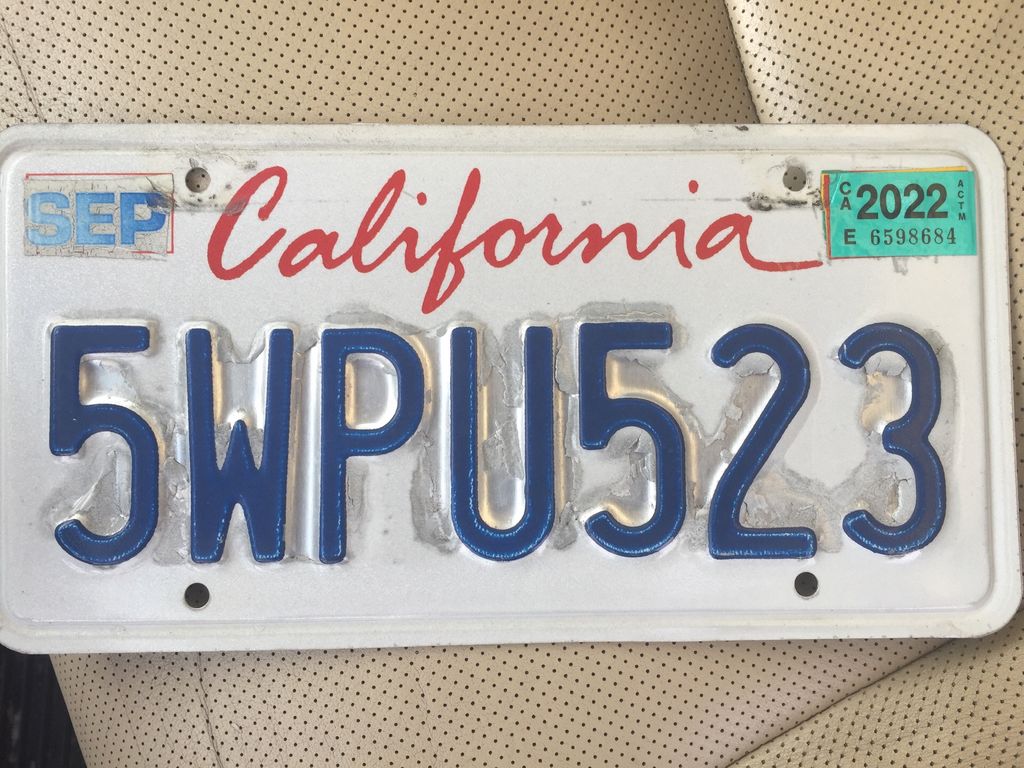 SEP
California
CA 2022 ACTM
E 6598684
5WPU523